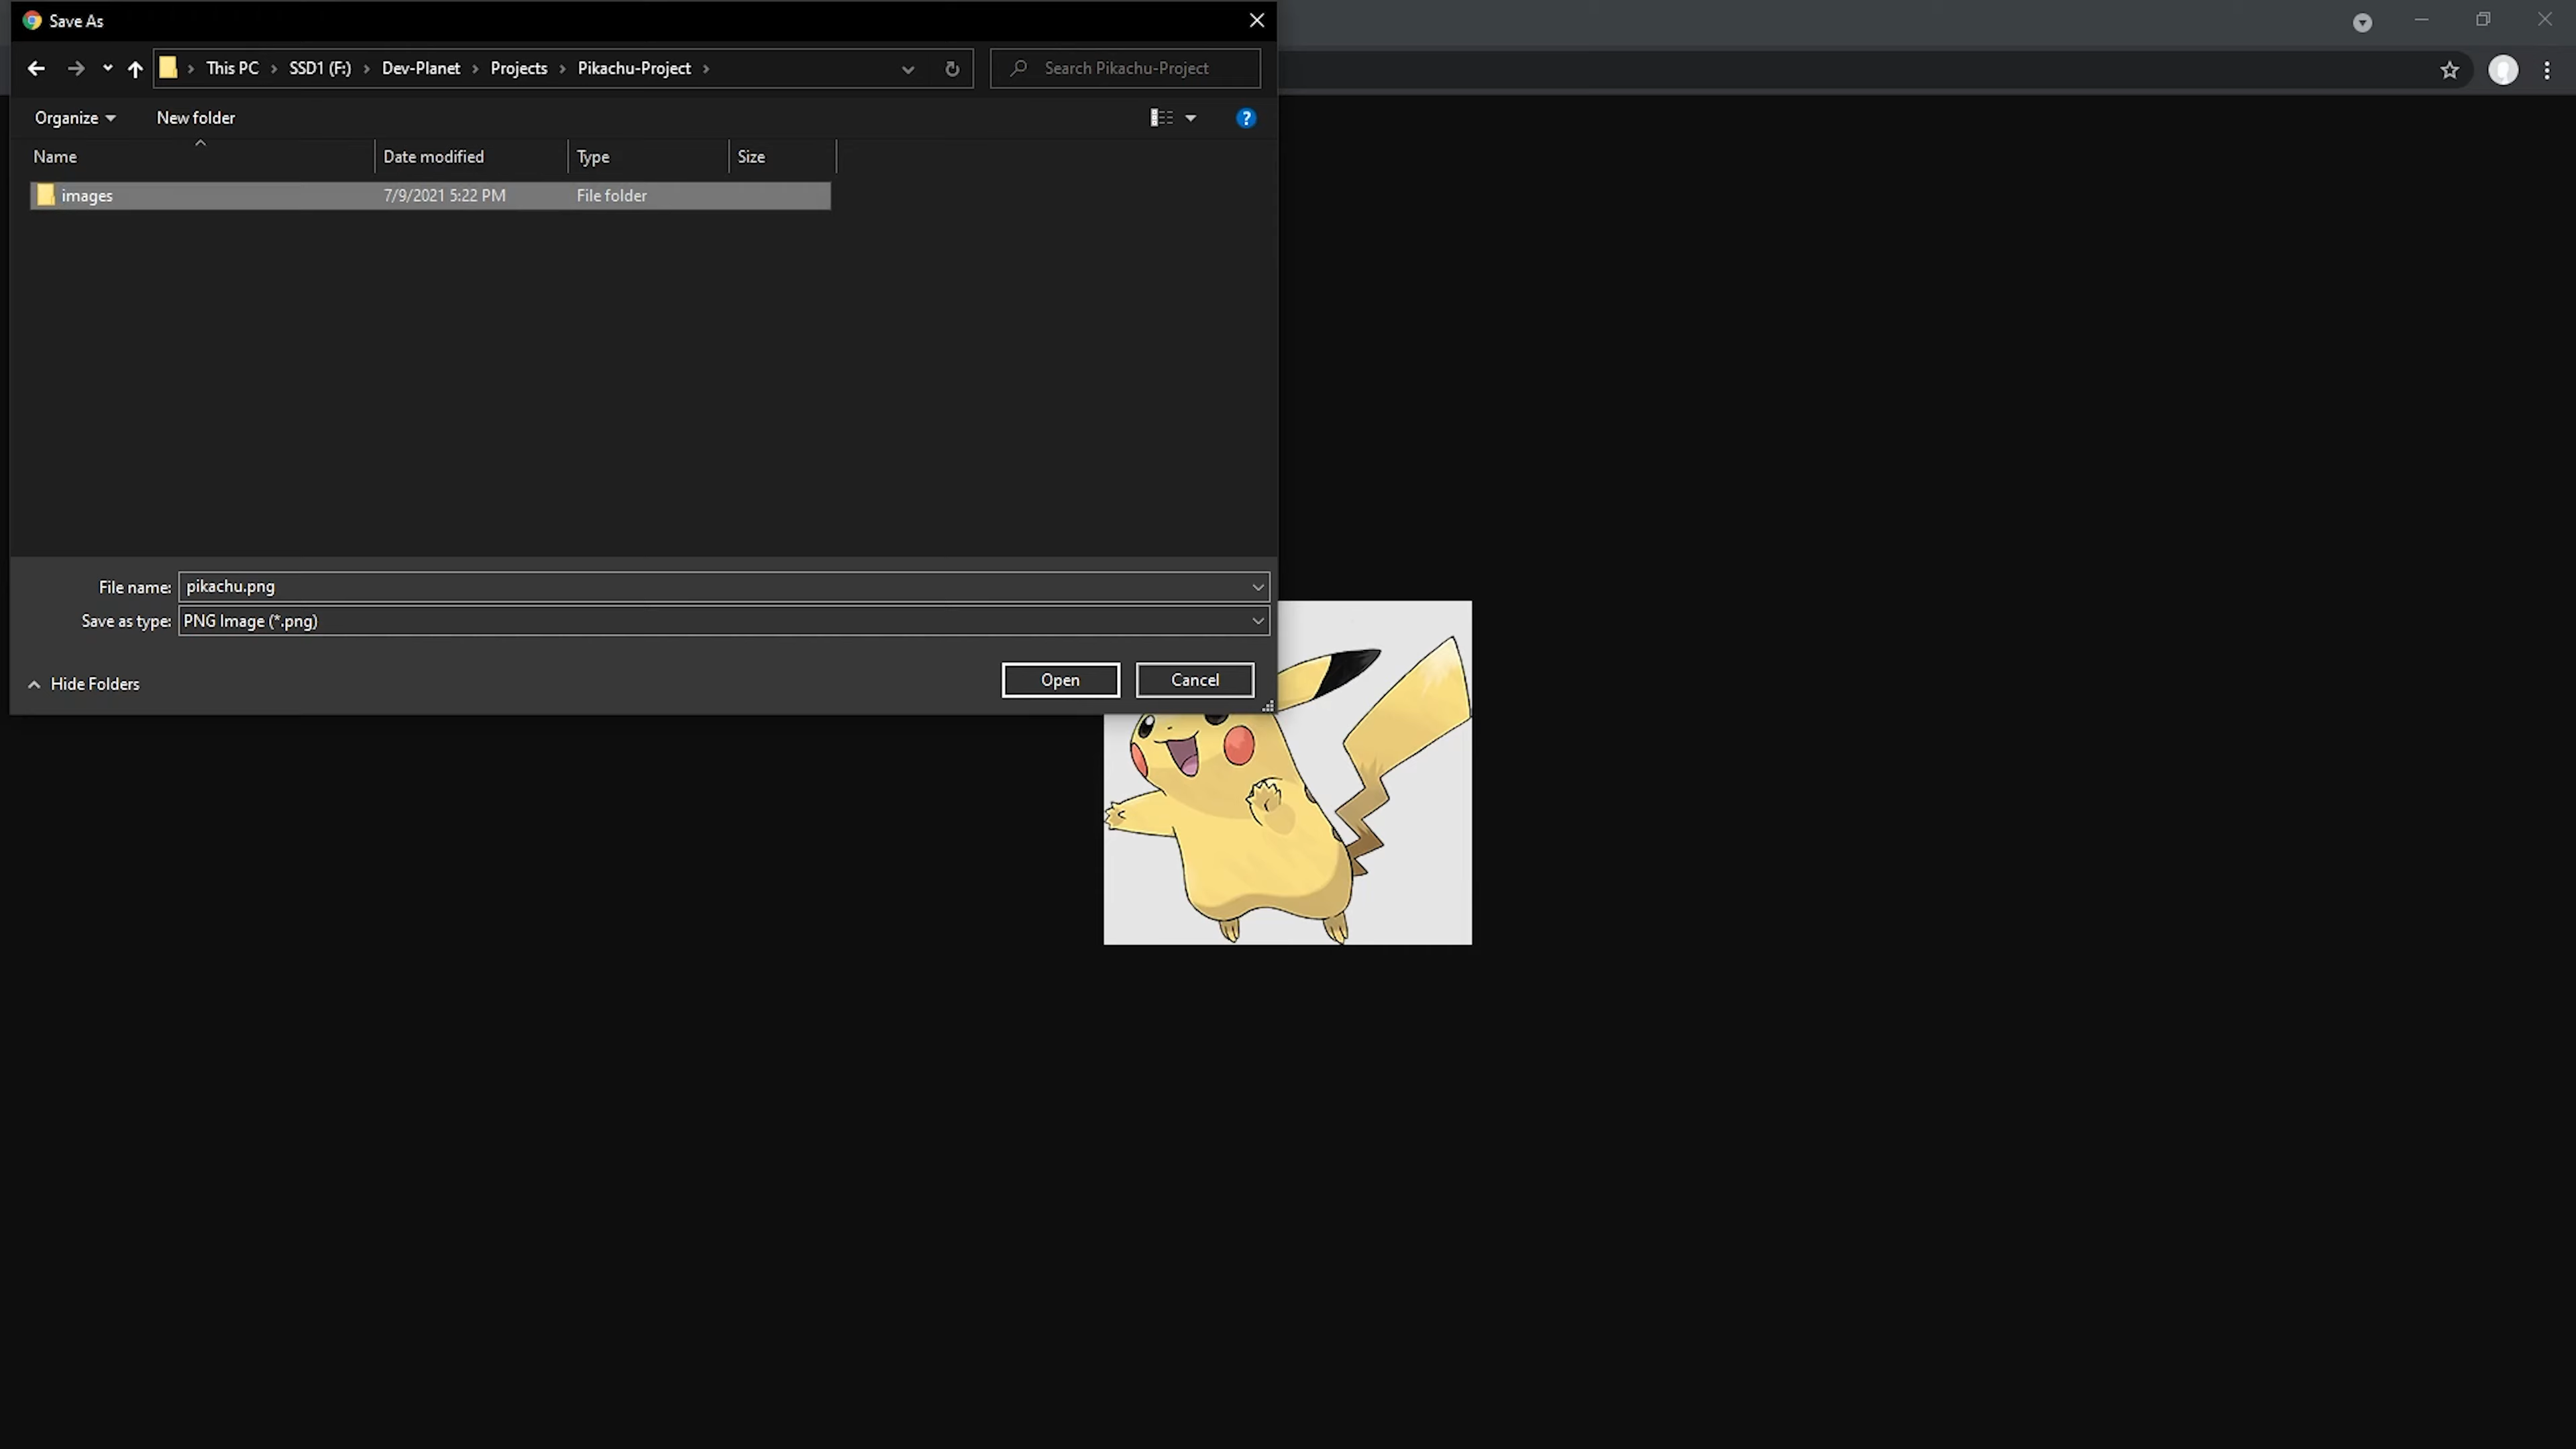 Save As
This PC > SSD1 (F:) > Dev-Planet > Projects > Pikachu-Project >
Search Pikachu-Project
Organize
New folder
?
Name
Date modified
Type
Size
images
7/9/2021 5:22 PM
File folder
File name:
pikachu.png
Save as type:
PNG Image (*.png)
Hide Folders
Open
Cancel